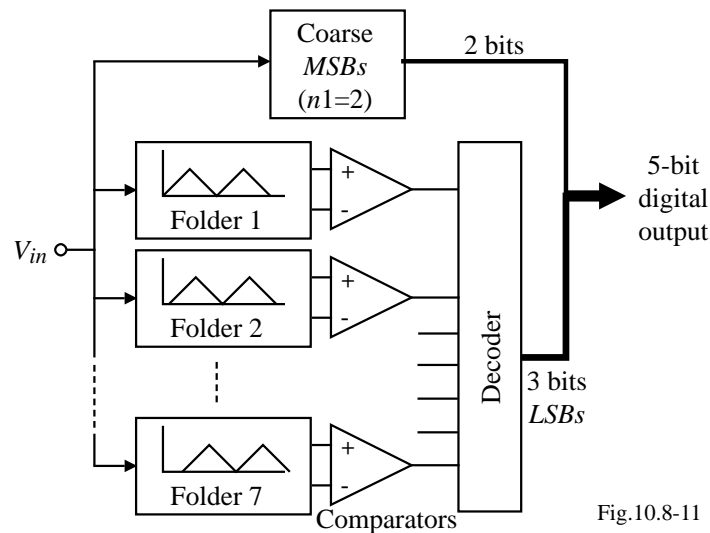 Coarse
MSBs
(n1=2)
2 bits
+
-
Folder 1
5-bit
digital
output
Vin
+
-
Folder 2
Decoder
3 bits
LSBs
+
-
Folder 7
Comparators
Fig.10.8-11